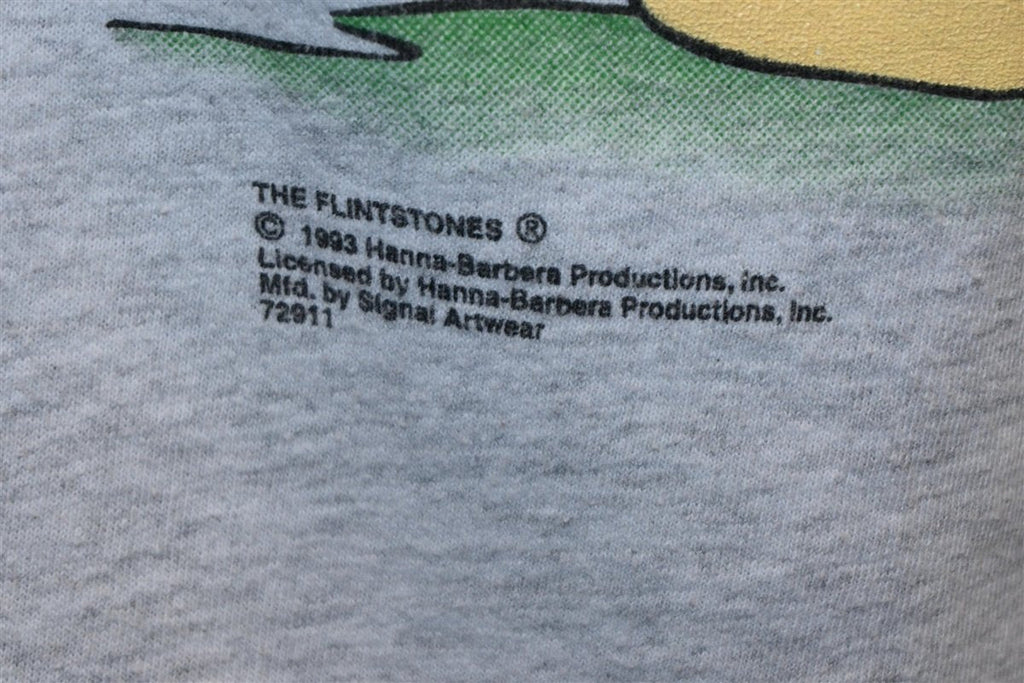 THE FLINTSTONES ®
© 1993 Hanna-Barbera Productions, Inc.
Licensed by Hanna-Barbera Productions, Inc.
Mfd. by Signal Artwear
72911